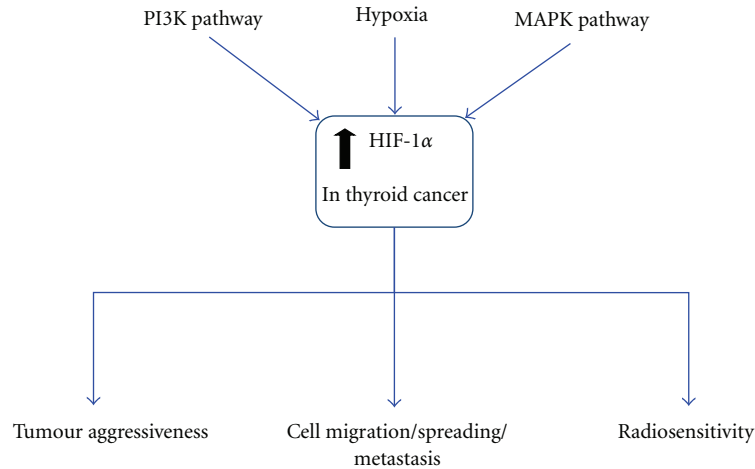 PI3K pathway
Hypoxia
MAPK pathway
HIF-1α
In thyroid cancer
Tumour aggressiveness
Cell migration/spreading/
metastasis
Radiosensitivity